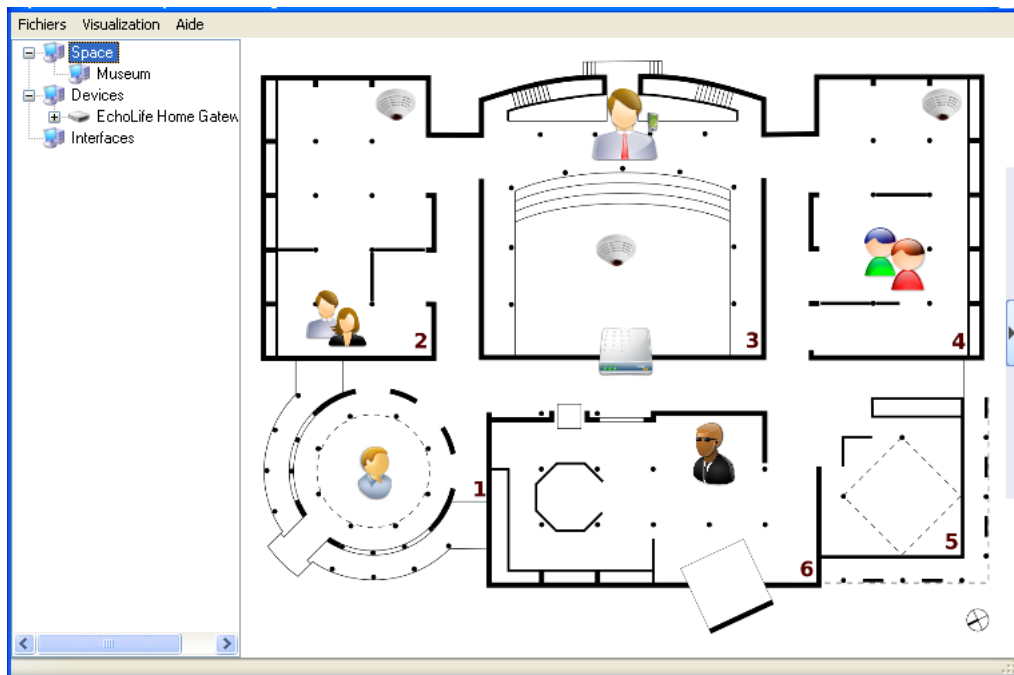 Fichiers Visualization Aide
Space
Museum
Devices
EchoLife Home Gatew
Interfaces
2
3
4
1
5
6